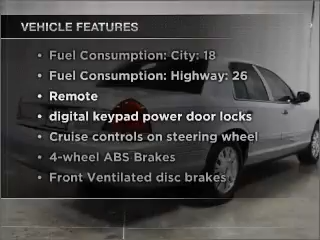 VEHICLE FEATURES
• Fuel Consumption: City: 18
• Fuel Consumption: Highway: 26
• Remote
• digital keypad power door locks
• Cruise controls on steering wheel
• 4-wheel ABS Brakes
• Front Ventilated disc brakes